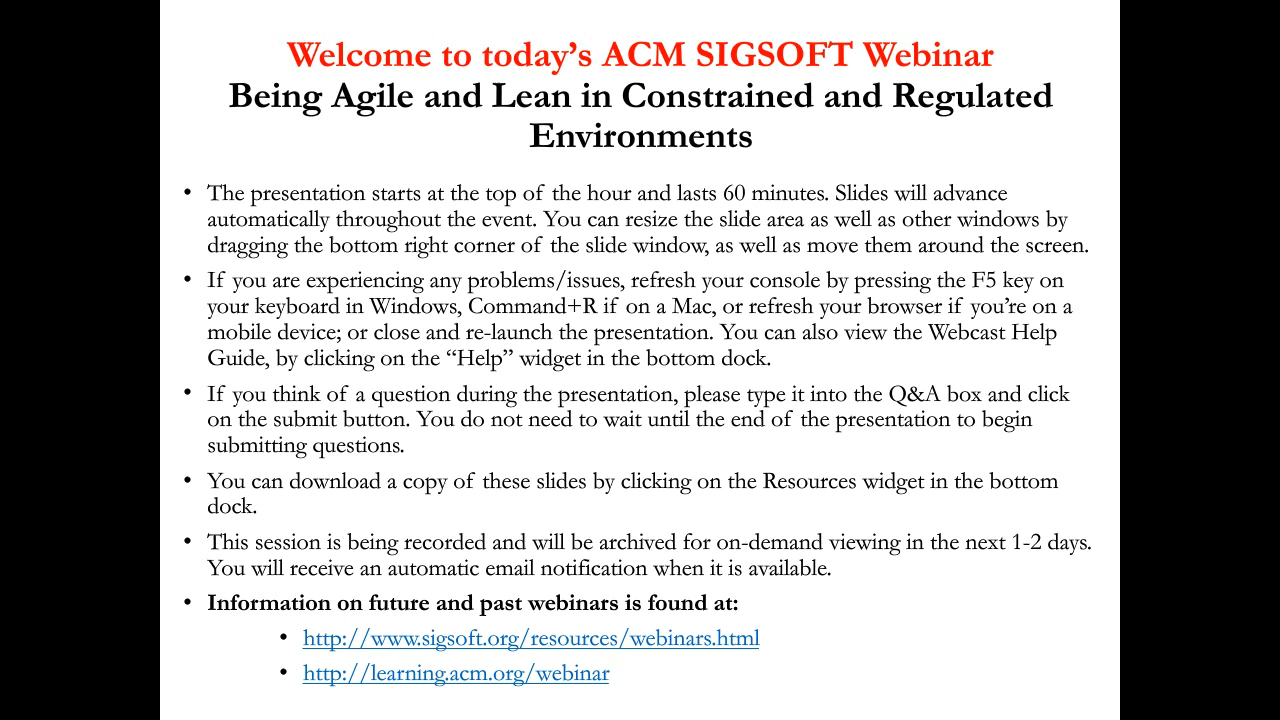 Welcome to today’s ACM SIGSOFT Webinar
Being Agile and Lean in Constrained and Regulated
Environments
• The presentation starts at the top of the hour and lasts 60 minutes. Slides will advance
automatically throughout the event. You can resize the slide area as well as other windows by
dragging the bottom right corner of the slide window, as well as move them around the screen.
• If you are experiencing any problems/issues, refresh your console by pressing the F5 key on
your keyboard in Windows, Command+R if on a Mac, or refresh your browser if you’re on a
mobile device; or close and re-launch the presentation. You can also view the Webcast Help
Guide, by clicking on the “Help” widget in the bottom dock.
• If you think of a question during the presentation, please type it into the Q&A box and click
on the submit button. You do not need to wait until the end of the presentation to begin
submitting questions.
• You can download a copy of these slides by clicking on the Resources widget in the bottom
dock.
• This session is being recorded and will be archived for on-demand viewing in the next 1-2 days.
You will receive an automatic email notification when it is available.
• Information on future and past webinars is found at:
• http://www.sigsoft.org/resources/webinars.html
• http://learning.acm.org/webinar